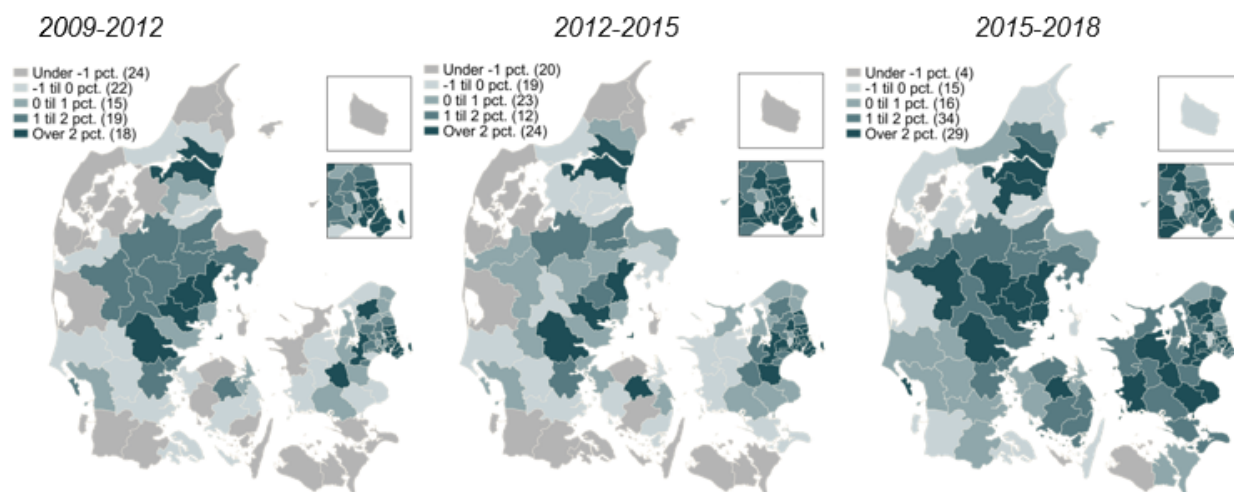 2009-2012
Under -1 pct. (24)
-1 til 0 pct. (22)
0 til 1 pct. (15)
1 til 2 pct. (19)
Over 2 pct. (18)
2012-2015
Under -1 pct. (20)
-1 til 0 pct. (19)
0 til 1 pct. (23)
1 til 2 pct. (12)
Over 2 pct. (24)
2015-2018
Under -1 pct. (4)
-1 til 0 pct. (15)
0 til 1 pct. (16)
1 til 2 pct. (34)
Over 2 pct. (29)